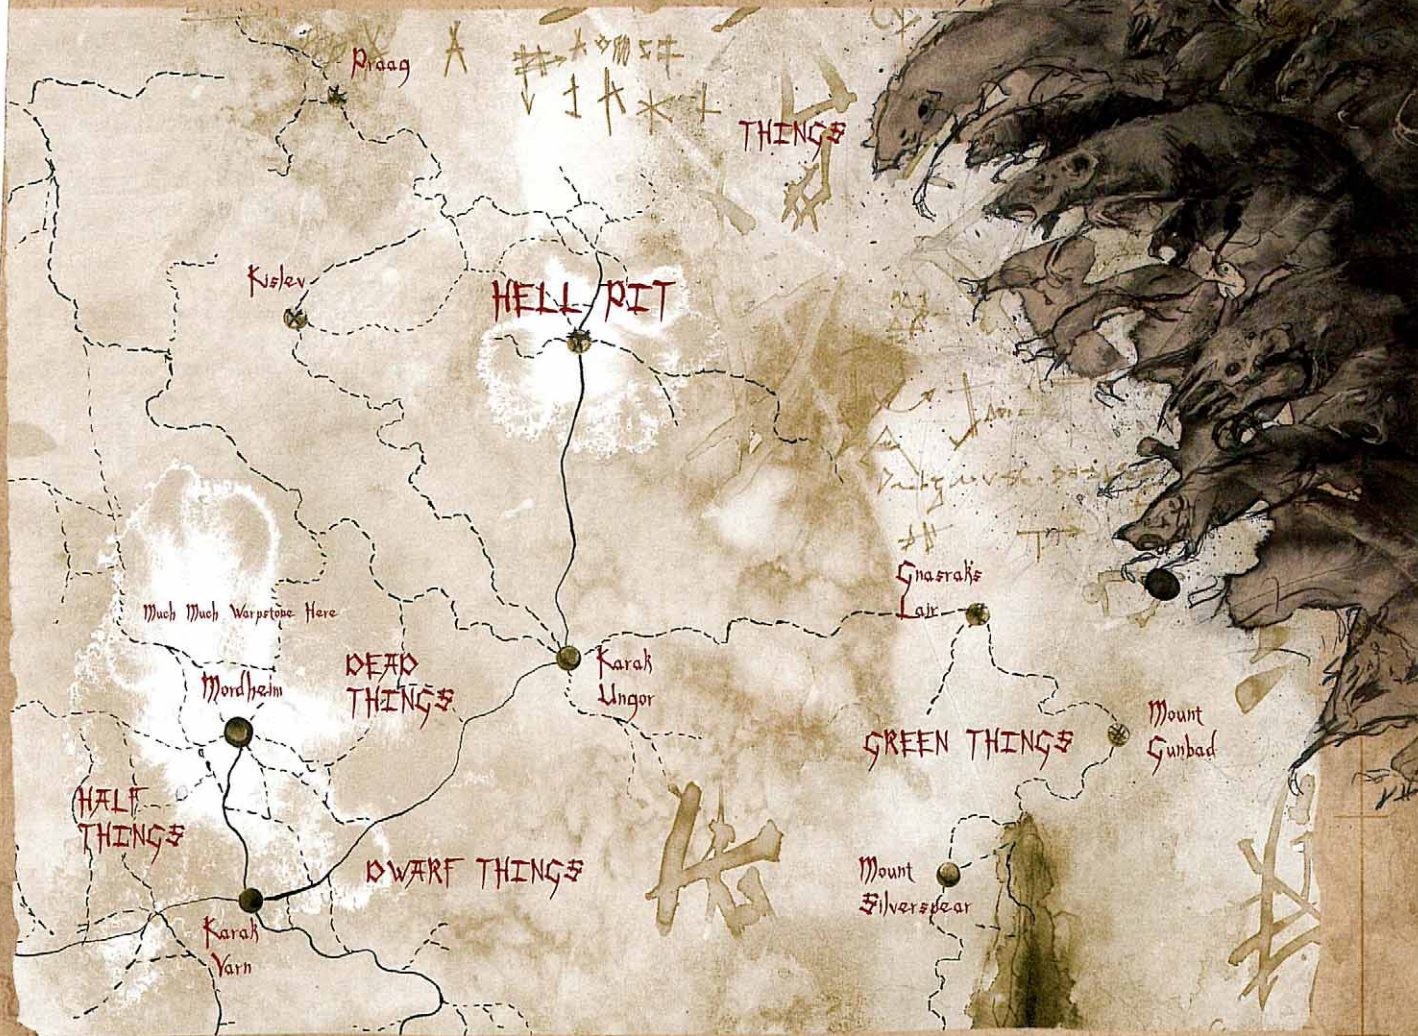 Praag
THINGS
Kislev
HELL PIT
Gnasrak's
Lair
Much Much Warpstone Here
DEAD
THINGS
Mordheim
Karak
Ungor
GREEN THINGS
Mount
Gunbad
HALF
THINGS
DWARF THINGS
Mount
Silverspear
Karak
Varn